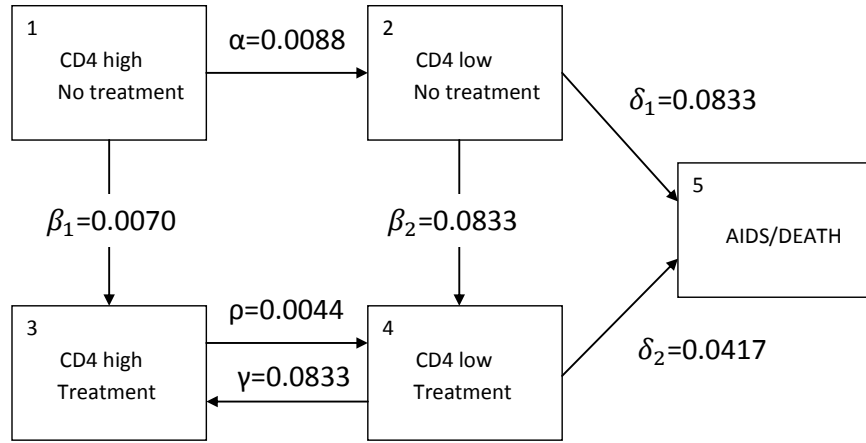 1
CD4 high
No treatment
α=0.0088
2
CD4 low
No treatment
δ₁=0.0833
β₁=0.0070
β₂=0.0833
5
AIDS/DEATH
3
CD4 high
Treatment
ρ=0.0044
γ=0.0833
4
CD4 low
Treatment
δ₂=0.0417